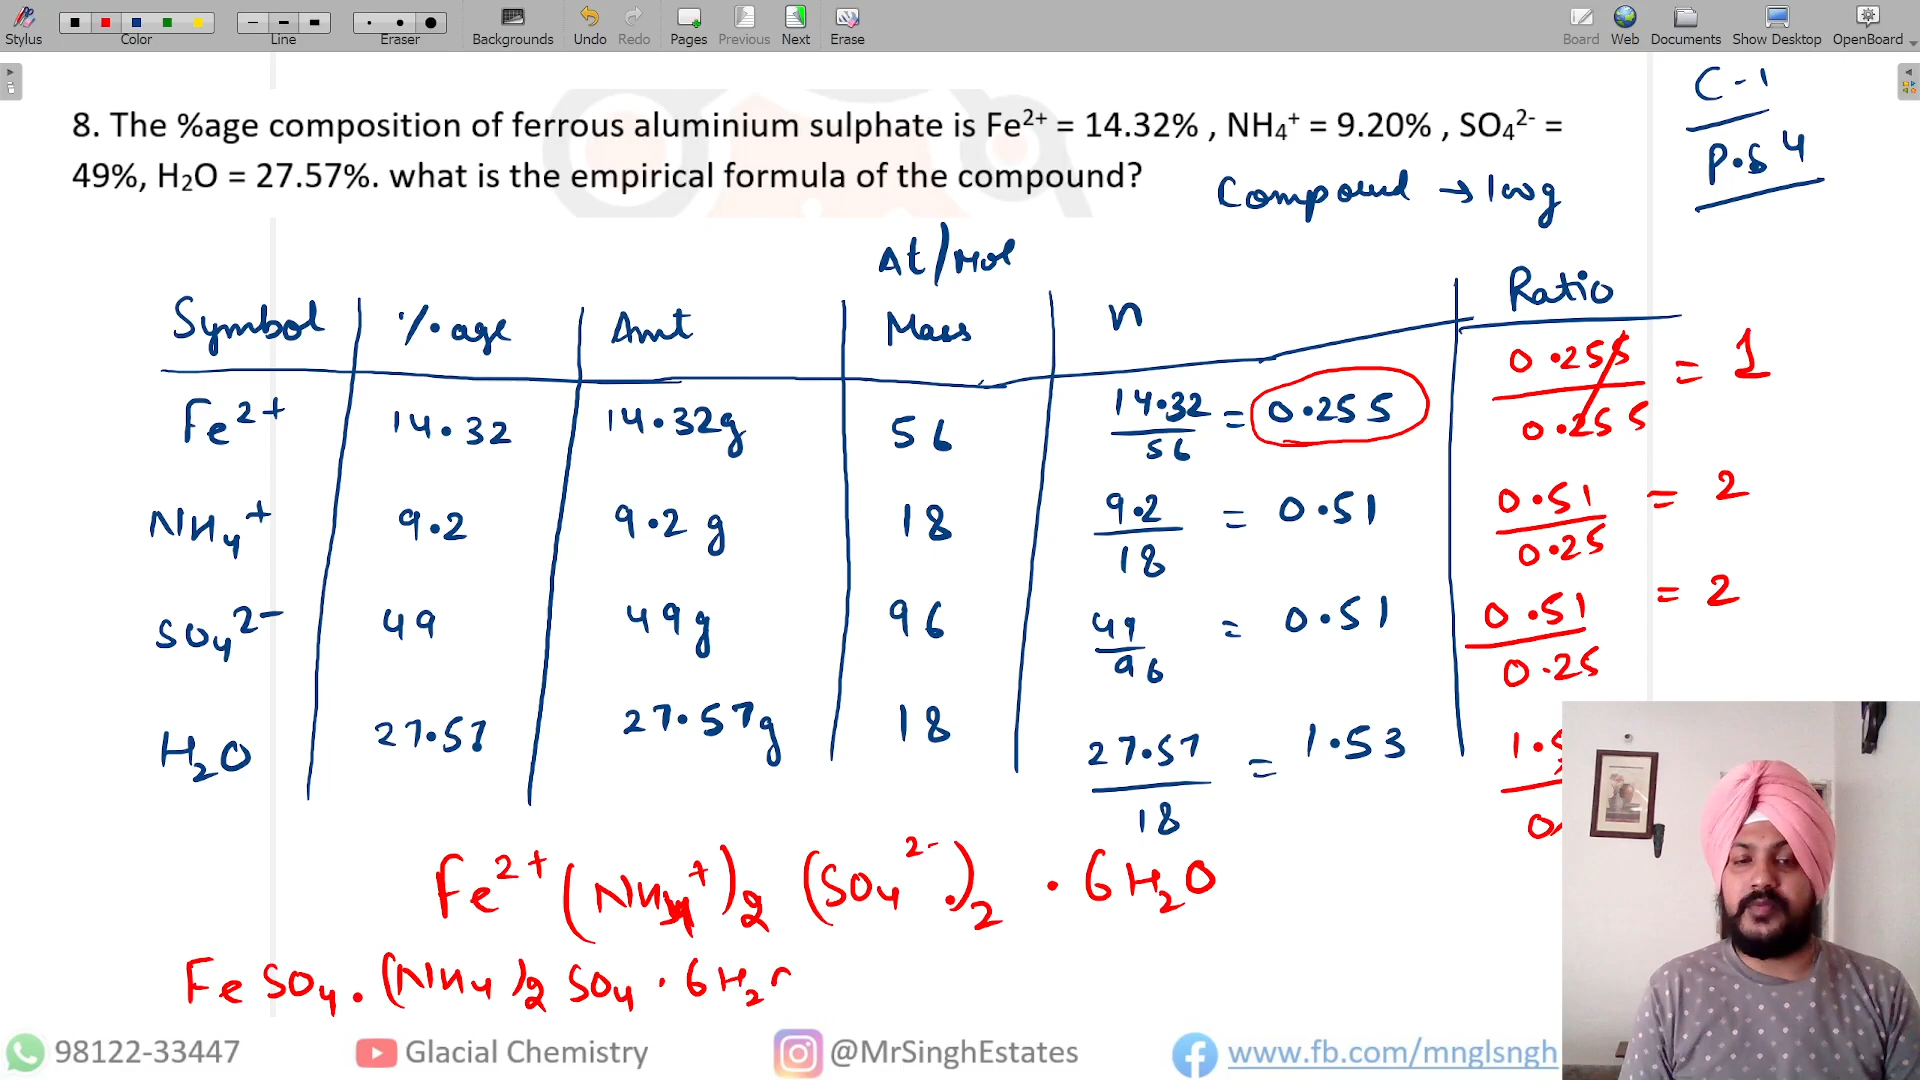 Stylus Color Line Eraser Backgrounds Undo Redo Pages Previous Next Erase Board Web Documents Show Desktop OpenBoard
C-1
P.S 4
8. The %age composition of ferrous aluminium sulphate is Fe²⁺ = 14.32% , NH₄⁺ = 9.20% , SO₄²⁻ =
49%, H₂O = 27.57%. what is the empirical formula of the compound?
Compound → 100g
At/Mol
Symbol %age Amt Mass n Ratio
Fe²⁺ 14.32 14.32g 56 14.32/56 = 0.255 0.255/0.255 = 1
NH₄⁺ 9.2 9.2 g 18 9.2/18 = 0.51 0.51/0.25 = 2
SO₄²⁻ 49 49g 96 49/96 = 0.51 0.51/0.25 = 2
H₂O 27.57 27.57g 18 27.57/18 = 1.53
Fe²⁺ (NH₄⁺)₂ (SO₄²⁻)₂ . 6H₂O
FeSO₄ . (NH₄)₂ SO₄ . 6H₂
98122-33447 Glacial Chemistry @MrSinghEstates www.fb.com/mnglsngh